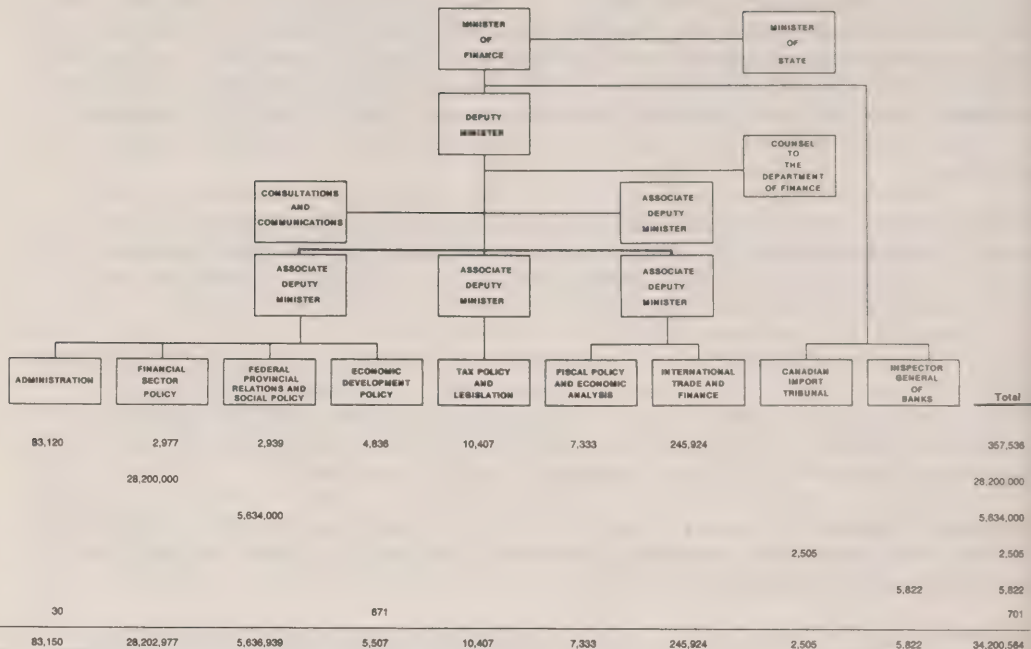 MINISTER
OF
FINANCE
MINISTER
OF
STATE
DEPUTY
MINISTER
COUNSEL
TO
THE
DEPARTMENT
OF FINANCE
CONSULTATIONS
AND
COMMUNICATIONS
ASSOCIATE
DEPUTY
MINISTER
ASSOCIATE
DEPUTY
MINISTER
ASSOCIATE
DEPUTY
MINISTER
ASSOCIATE
DEPUTY
MINISTER
ADMINISTRATION
FINANCIAL
SECTOR
POLICY
FEDERAL
PROVINCIAL
RELATIONS AND
SOCIAL POLICY
ECONOMIC
DEVELOPMENT
POLICY
TAX POLICY
AND
LEGISLATION
FISCAL POLICY
AND ECONOMIC
ANALYSIS
INTERNATIONAL
TRADE AND
FINANCE
CANADIAN
IMPORT
TRIBUNAL
INSPECTOR
GENERAL
OF
BANKS
Total
83,120 2,977 2,939 4,836 10,407 7,333 245,924 357,536
28,200,000 28,200,000
5,634,000 5,634,000
2,505 2,505
5,822 5,822
30 671 701
83,150 28,202,977 5,636,939 5,507 10,407 7,333 245,924 2,505 5,822 34,200,564